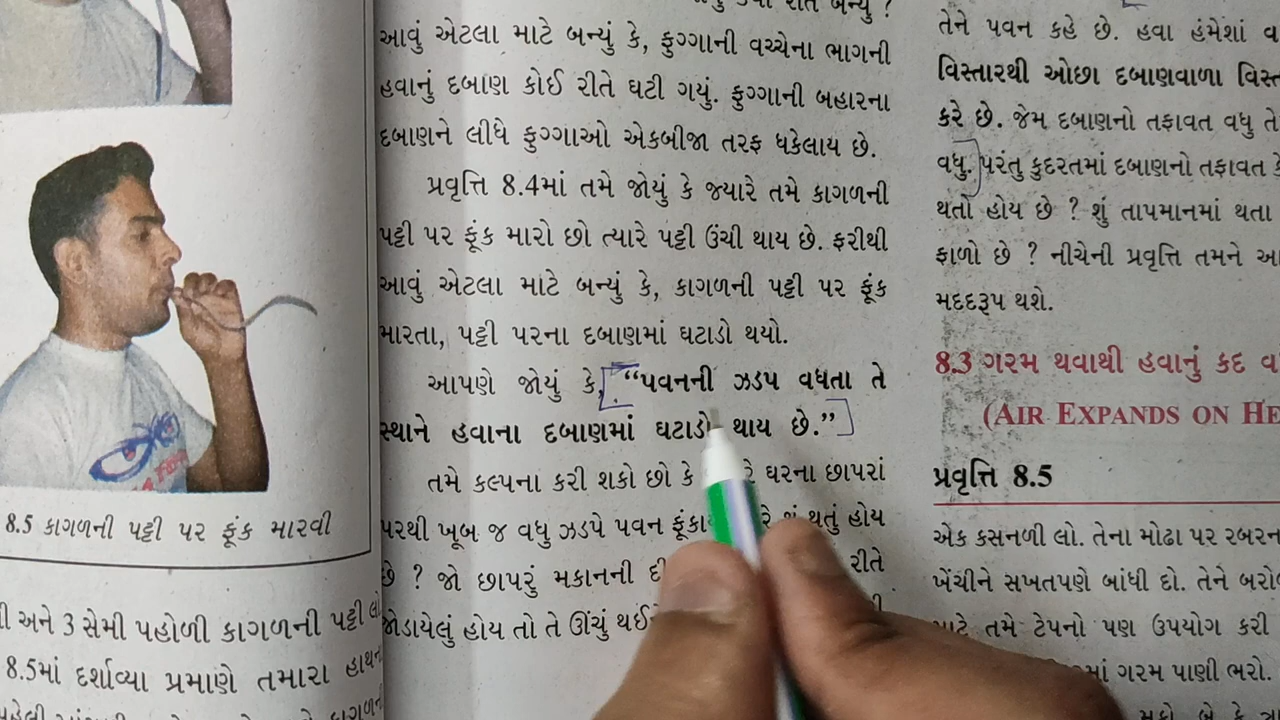 8.5 કાગળની પટ્ટી પર ફૂંક મારવી
અને 3 સેમી પહોળી કાગળની પટ્ટી લો
8.5માં દર્શાવ્યા પ્રમાણે તમારા હાથમાં
આવું એટલા માટે બન્યું કે, ફુગ્ગાની વચ્ચેના ભાગની
હવાનું દબાણ કોઈ રીતે ઘટી ગયું. ફુગ્ગાની બહારના
દબાણને લીધે ફુગ્ગાઓ એકબીજા તરફ ધકેલાય છે.
પ્રવૃત્તિ 8.4માં તમે જોયું કે જ્યારે તમે કાગળની
પટ્ટી પર ફૂંક મારો છો ત્યારે પટ્ટી ઉંચી થાય છે. ફરીથી
આવું એટલા માટે બન્યું કે, કાગળની પટ્ટી પર ફૂંક
મારતા, પટ્ટી પરના દબાણમાં ઘટાડો થયો.
આપણે જોયું કે, “પવનની ઝડપ વધતા તે
સ્થાને હવાના દબાણમાં ઘટાડો થાય છે.”
તમે કલ્પના કરી શકો છો કે ઘરના છાપરાં
પરથી ખૂબ જ વધુ ઝડપે પવન શું થતું હોય
છે ? જો છાપરું મકાનની રીતે
જોડાયેલું હોય તો તે ઊંચું
તેને પવન કહે છે. હવા હંમેશાં
વિસ્તારથી ઓછા દબાણવાળા
કરે છે. જેમ દબાણનો તફાવત વધુ
વધુ. પરંતુ કુદરતમાં દબાણનો તફાવત
થતો હોય છે ? શું તાપમાનમાં થતા
ફાળો છે ? નીચેની પ્રવૃત્તિ તમને
મદદરૂપ થશે.
8.3 ગરમ થવાથી હવાનું કદ
(AIR EXPANDS ON HE
પ્રવૃત્તિ 8.5
એક કસનળી લો. તેના મોઢા પર
ખેંચીને સખતપણે બાંધી દો. તેને
માટે તમે ટેપનો પણ ઉપયોગ કરી
ગરમ પાણી ભરો.